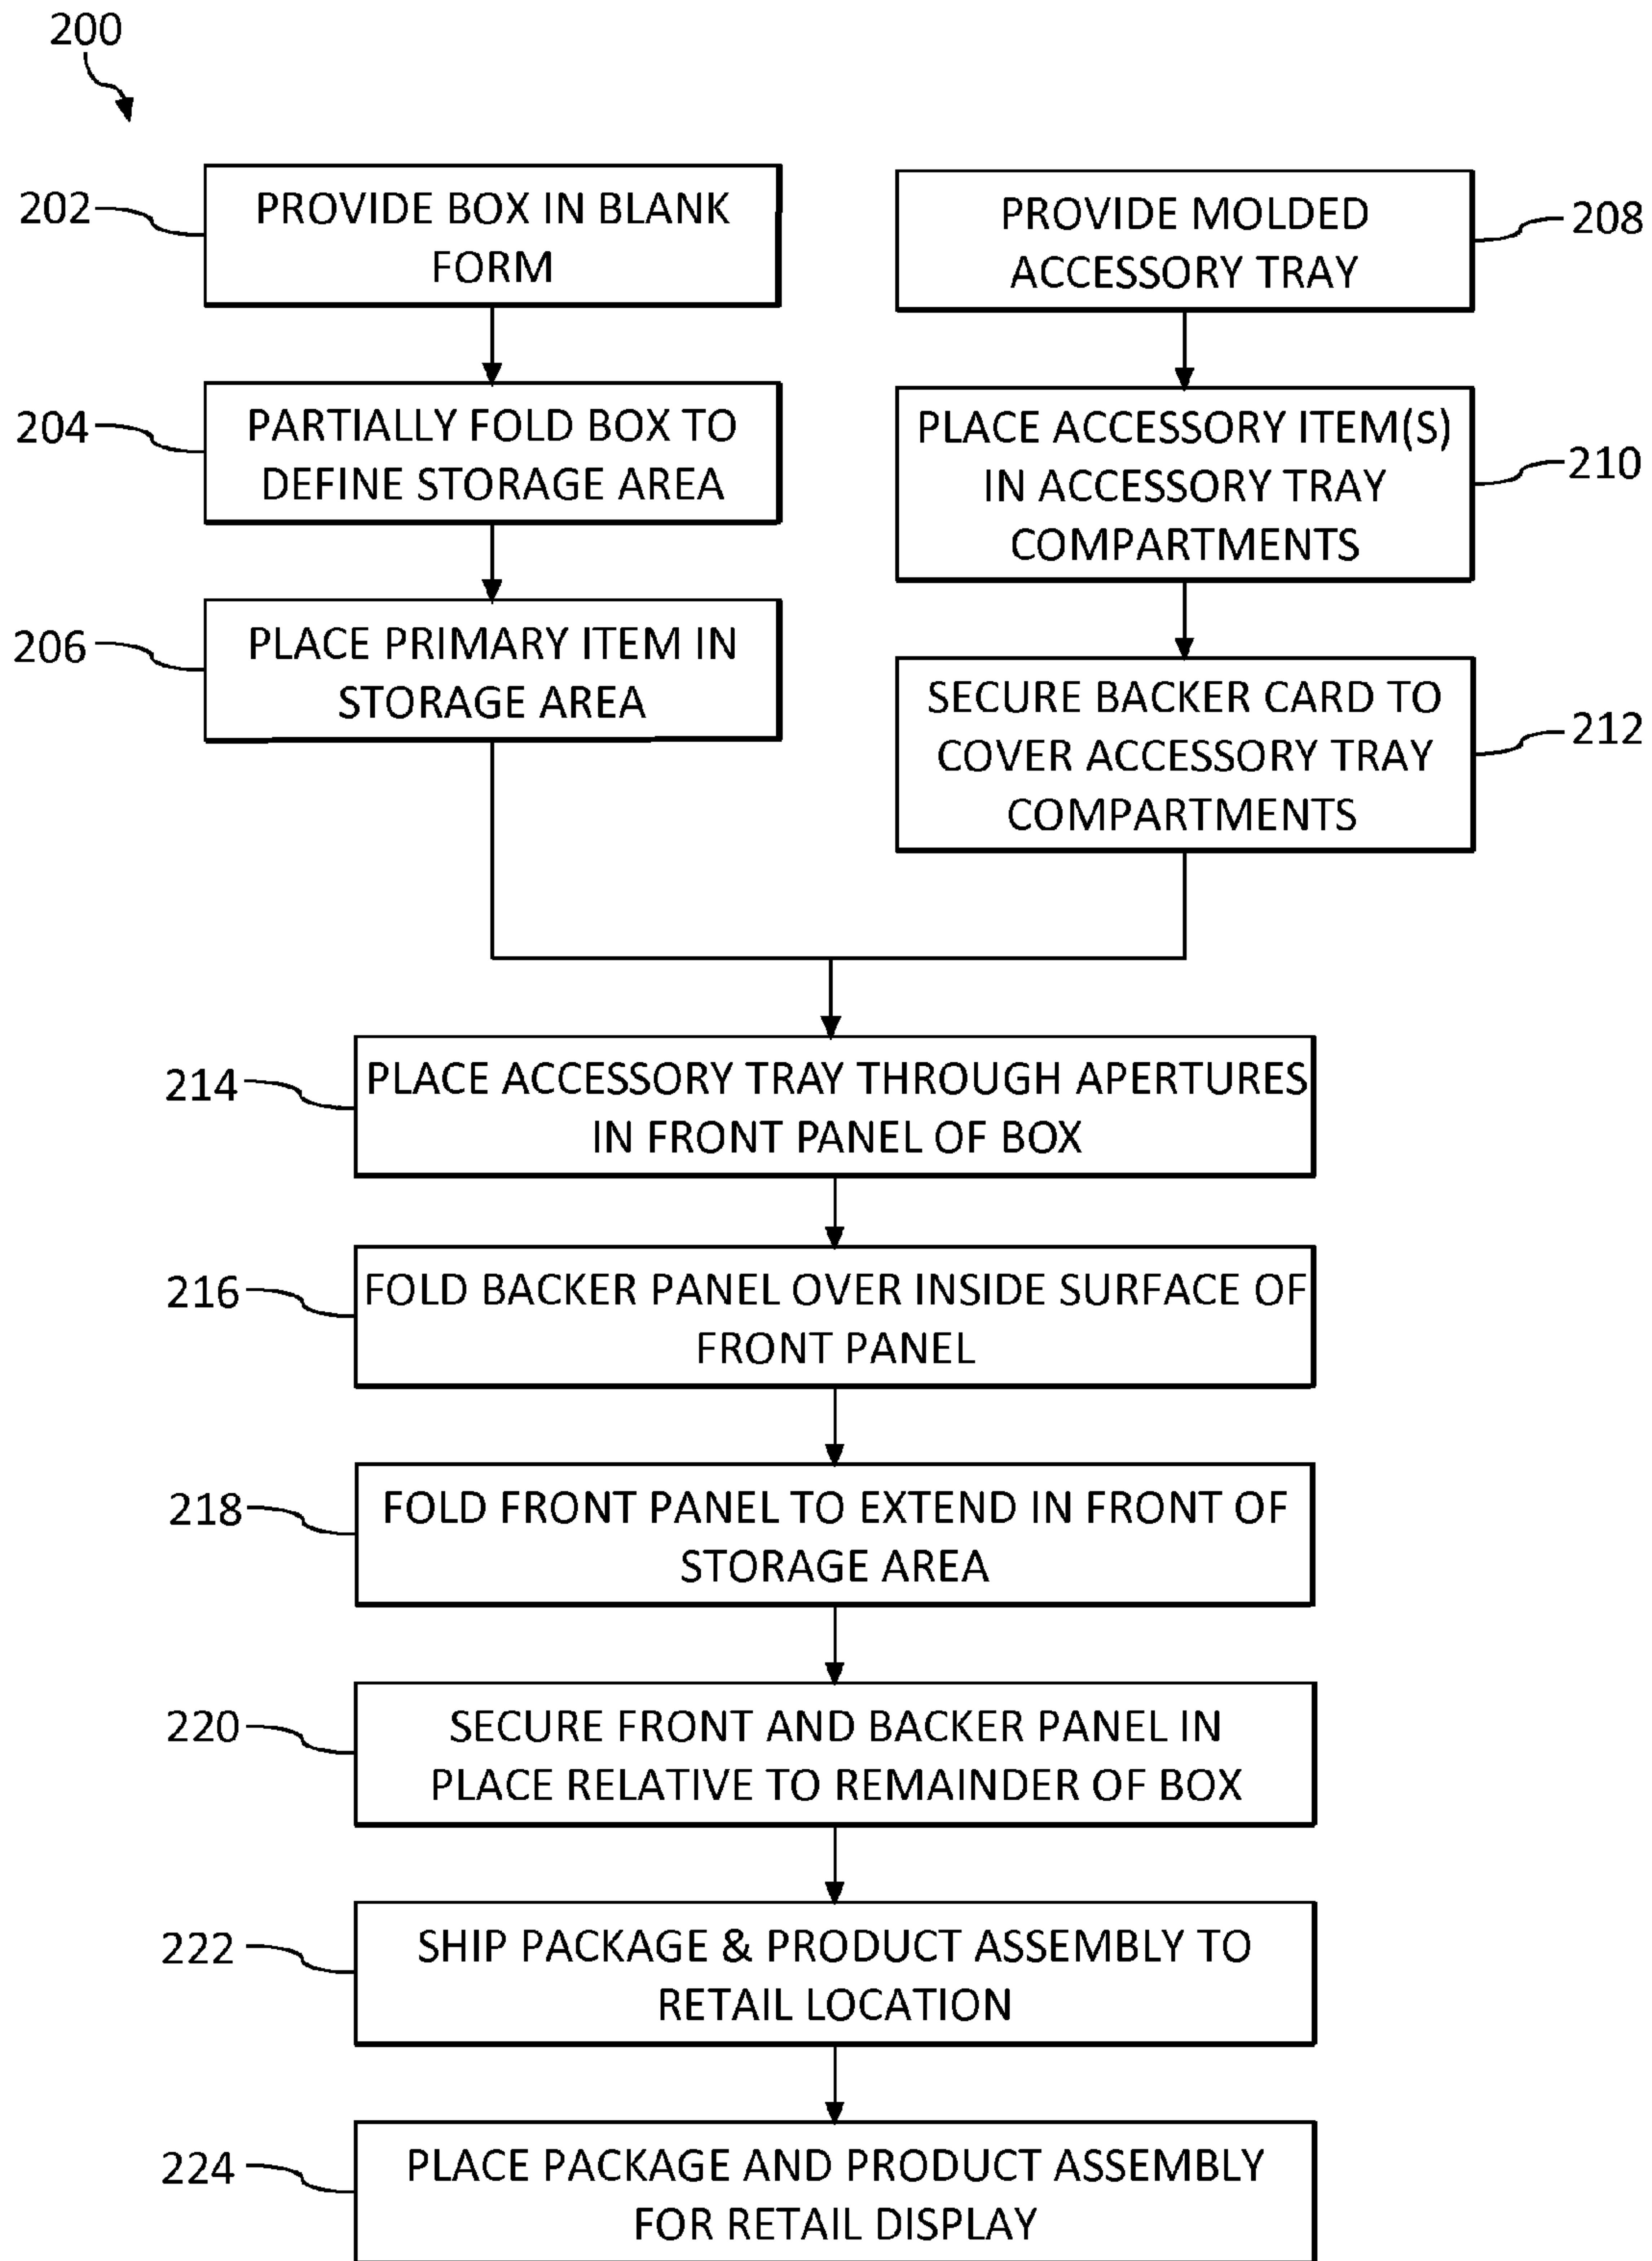 200
202
PROVIDE BOX IN BLANK
FORM
204
PARTIALLY FOLD BOX TO
DEFINE STORAGE AREA
206
PLACE PRIMARY ITEM IN
STORAGE AREA
PROVIDE MOLDED
ACCESSORY TRAY
208
PLACE ACCESSORY ITEM(S)
IN ACCESSORY TRAY
COMPARTMENTS
210
SECURE BACKER CARD TO
COVER ACCESSORY TRAY
COMPARTMENTS
212
214
PLACE ACCESSORY TRAY THROUGH APERTURES
IN FRONT PANEL OF BOX
216
FOLD BACKER PANEL OVER INSIDE SURFACE OF
FRONT PANEL
218
FOLD FRONT PANEL TO EXTEND IN FRONT OF
STORAGE AREA
220
SECURE FRONT AND BACKER PANEL IN
PLACE RELATIVE TO REMAINDER OF BOX
222
SHIP PACKAGE & PRODUCT ASSEMBLY TO
RETAIL LOCATION
224
PLACE PACKAGE AND PRODUCT ASSEMBLY
FOR RETAIL DISPLAY